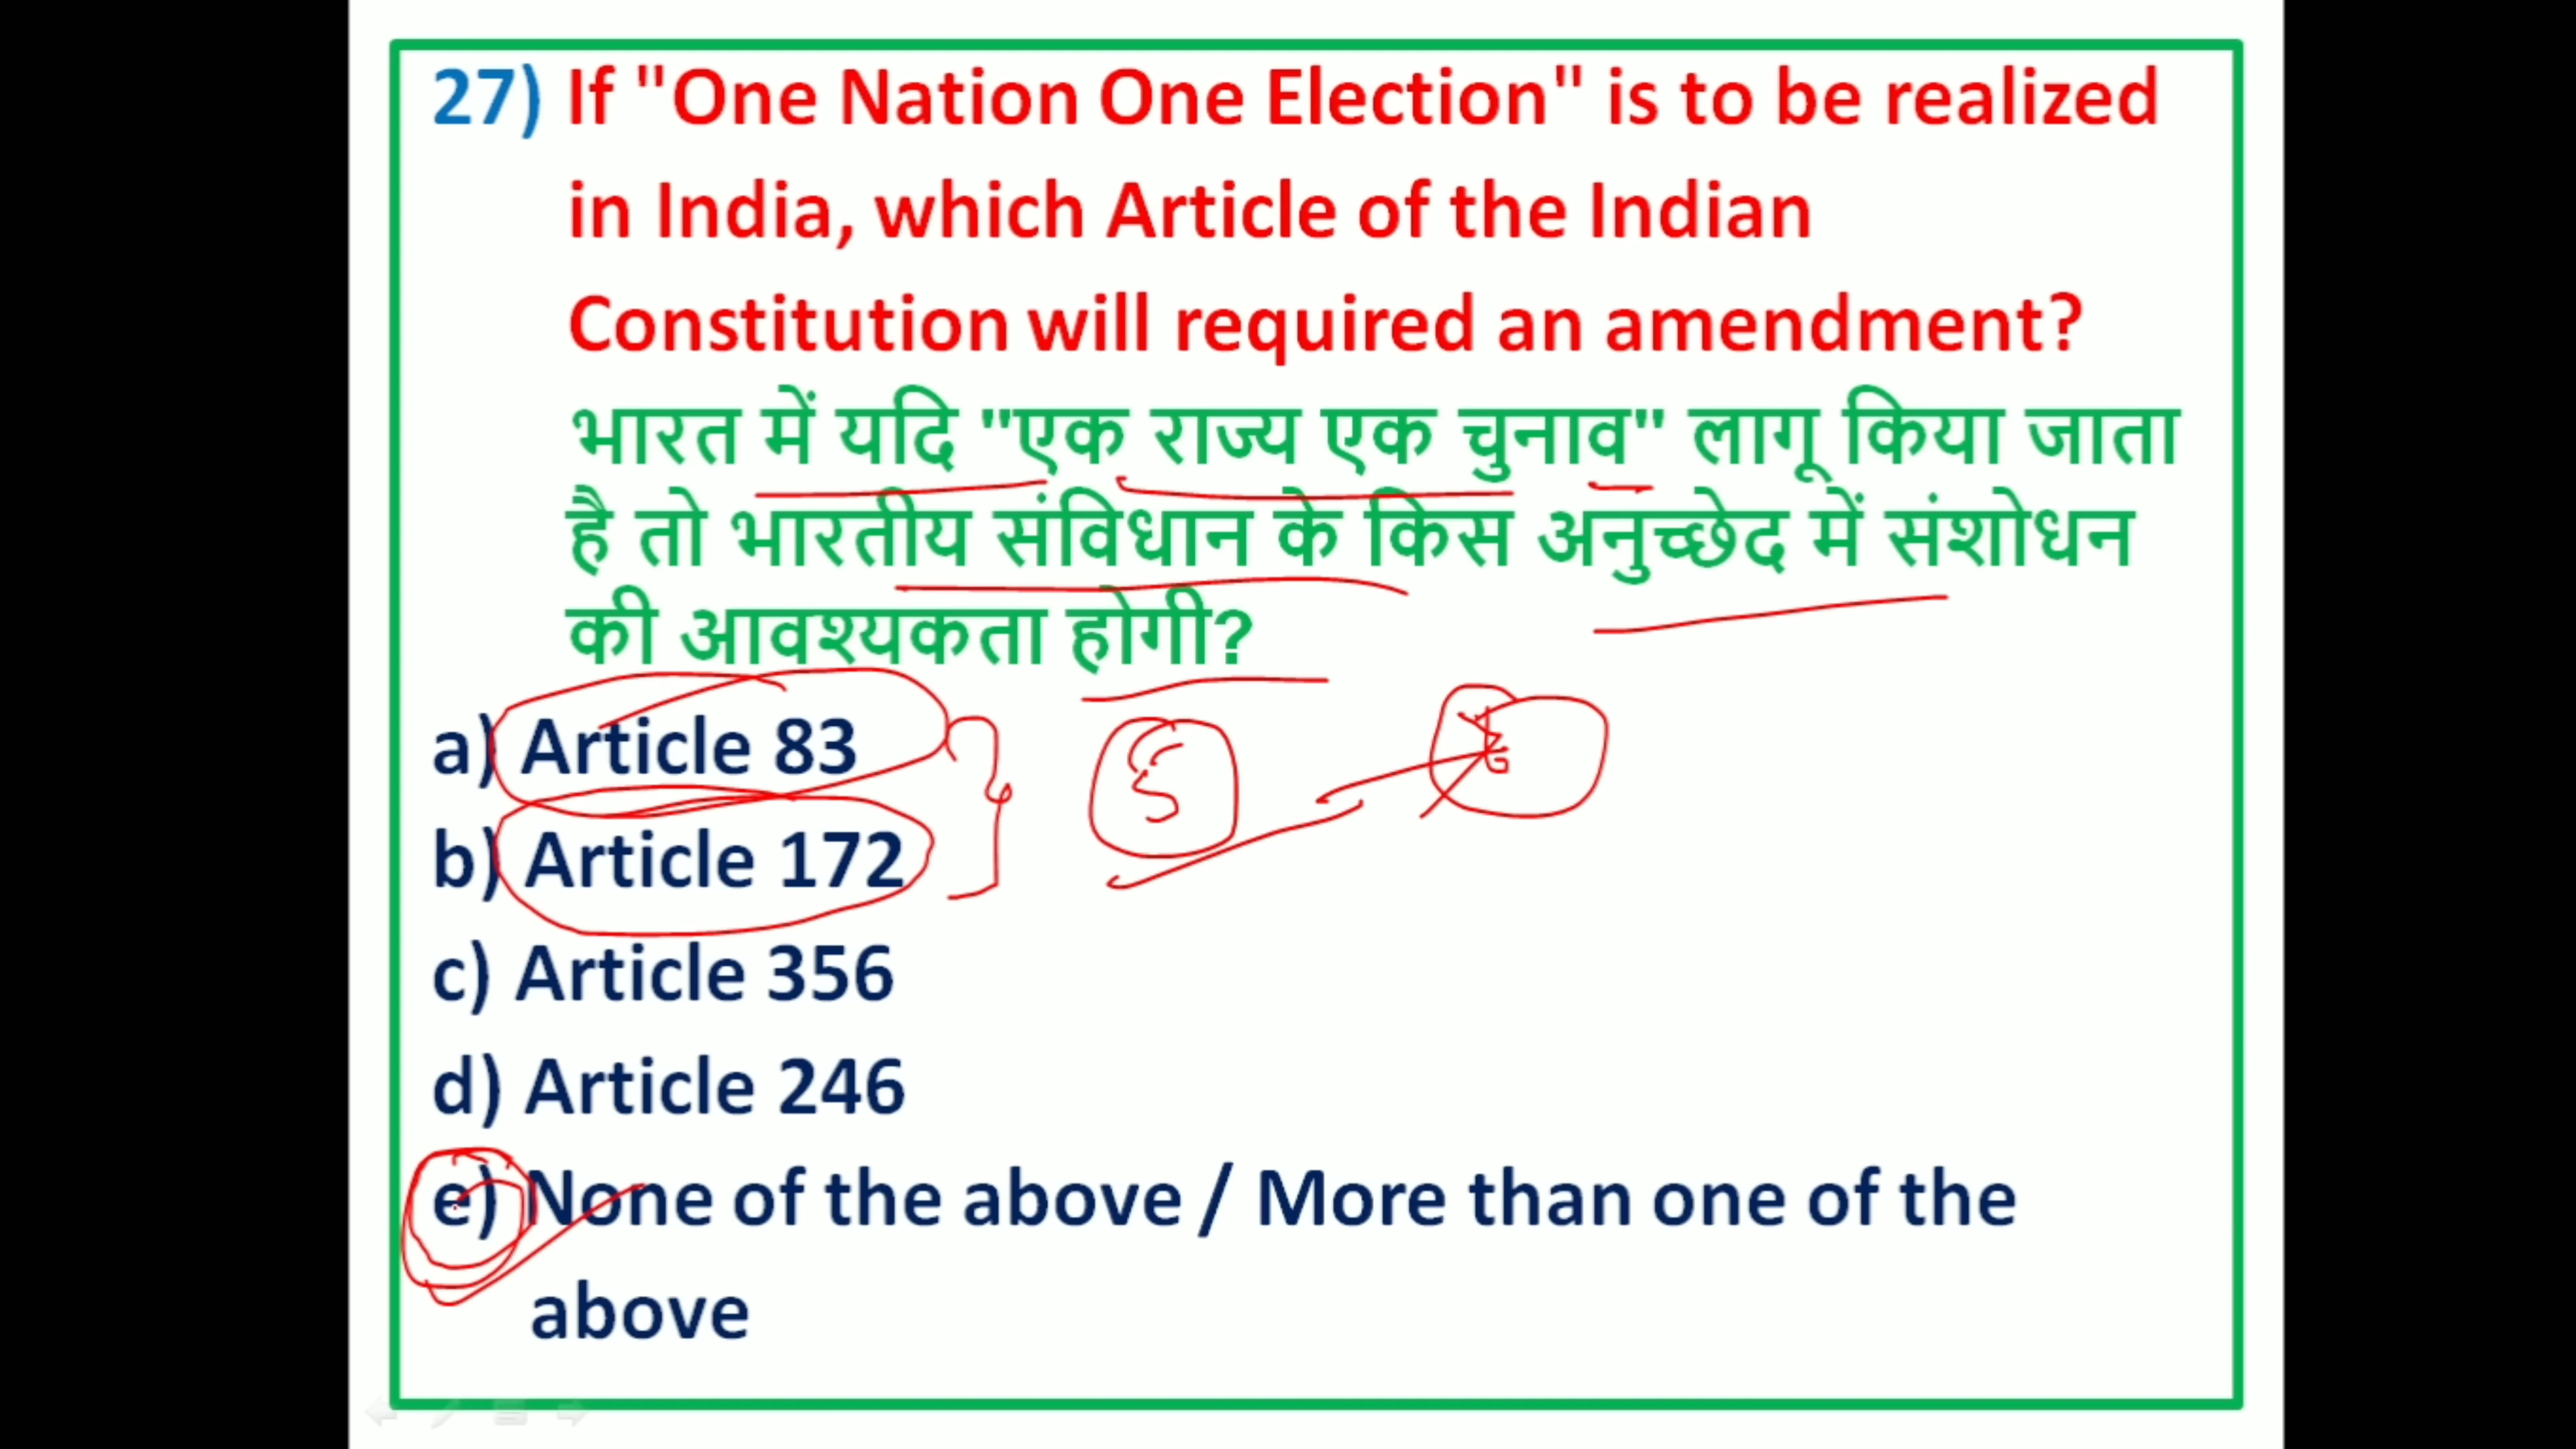 27) If "One Nation One Election" is to be realized
in India, which Article of the Indian
Constitution will required an amendment?
भारत में यदि "एक राज्य एक चुनाव" लागू किया जाता
है तो भारतीय संविधान के किस अनुच्छेद में संशोधन
की आवश्यकता होगी?
a) Article 83
b) Article 172
c) Article 356
d) Article 246
e) None of the above / More than one of the
above